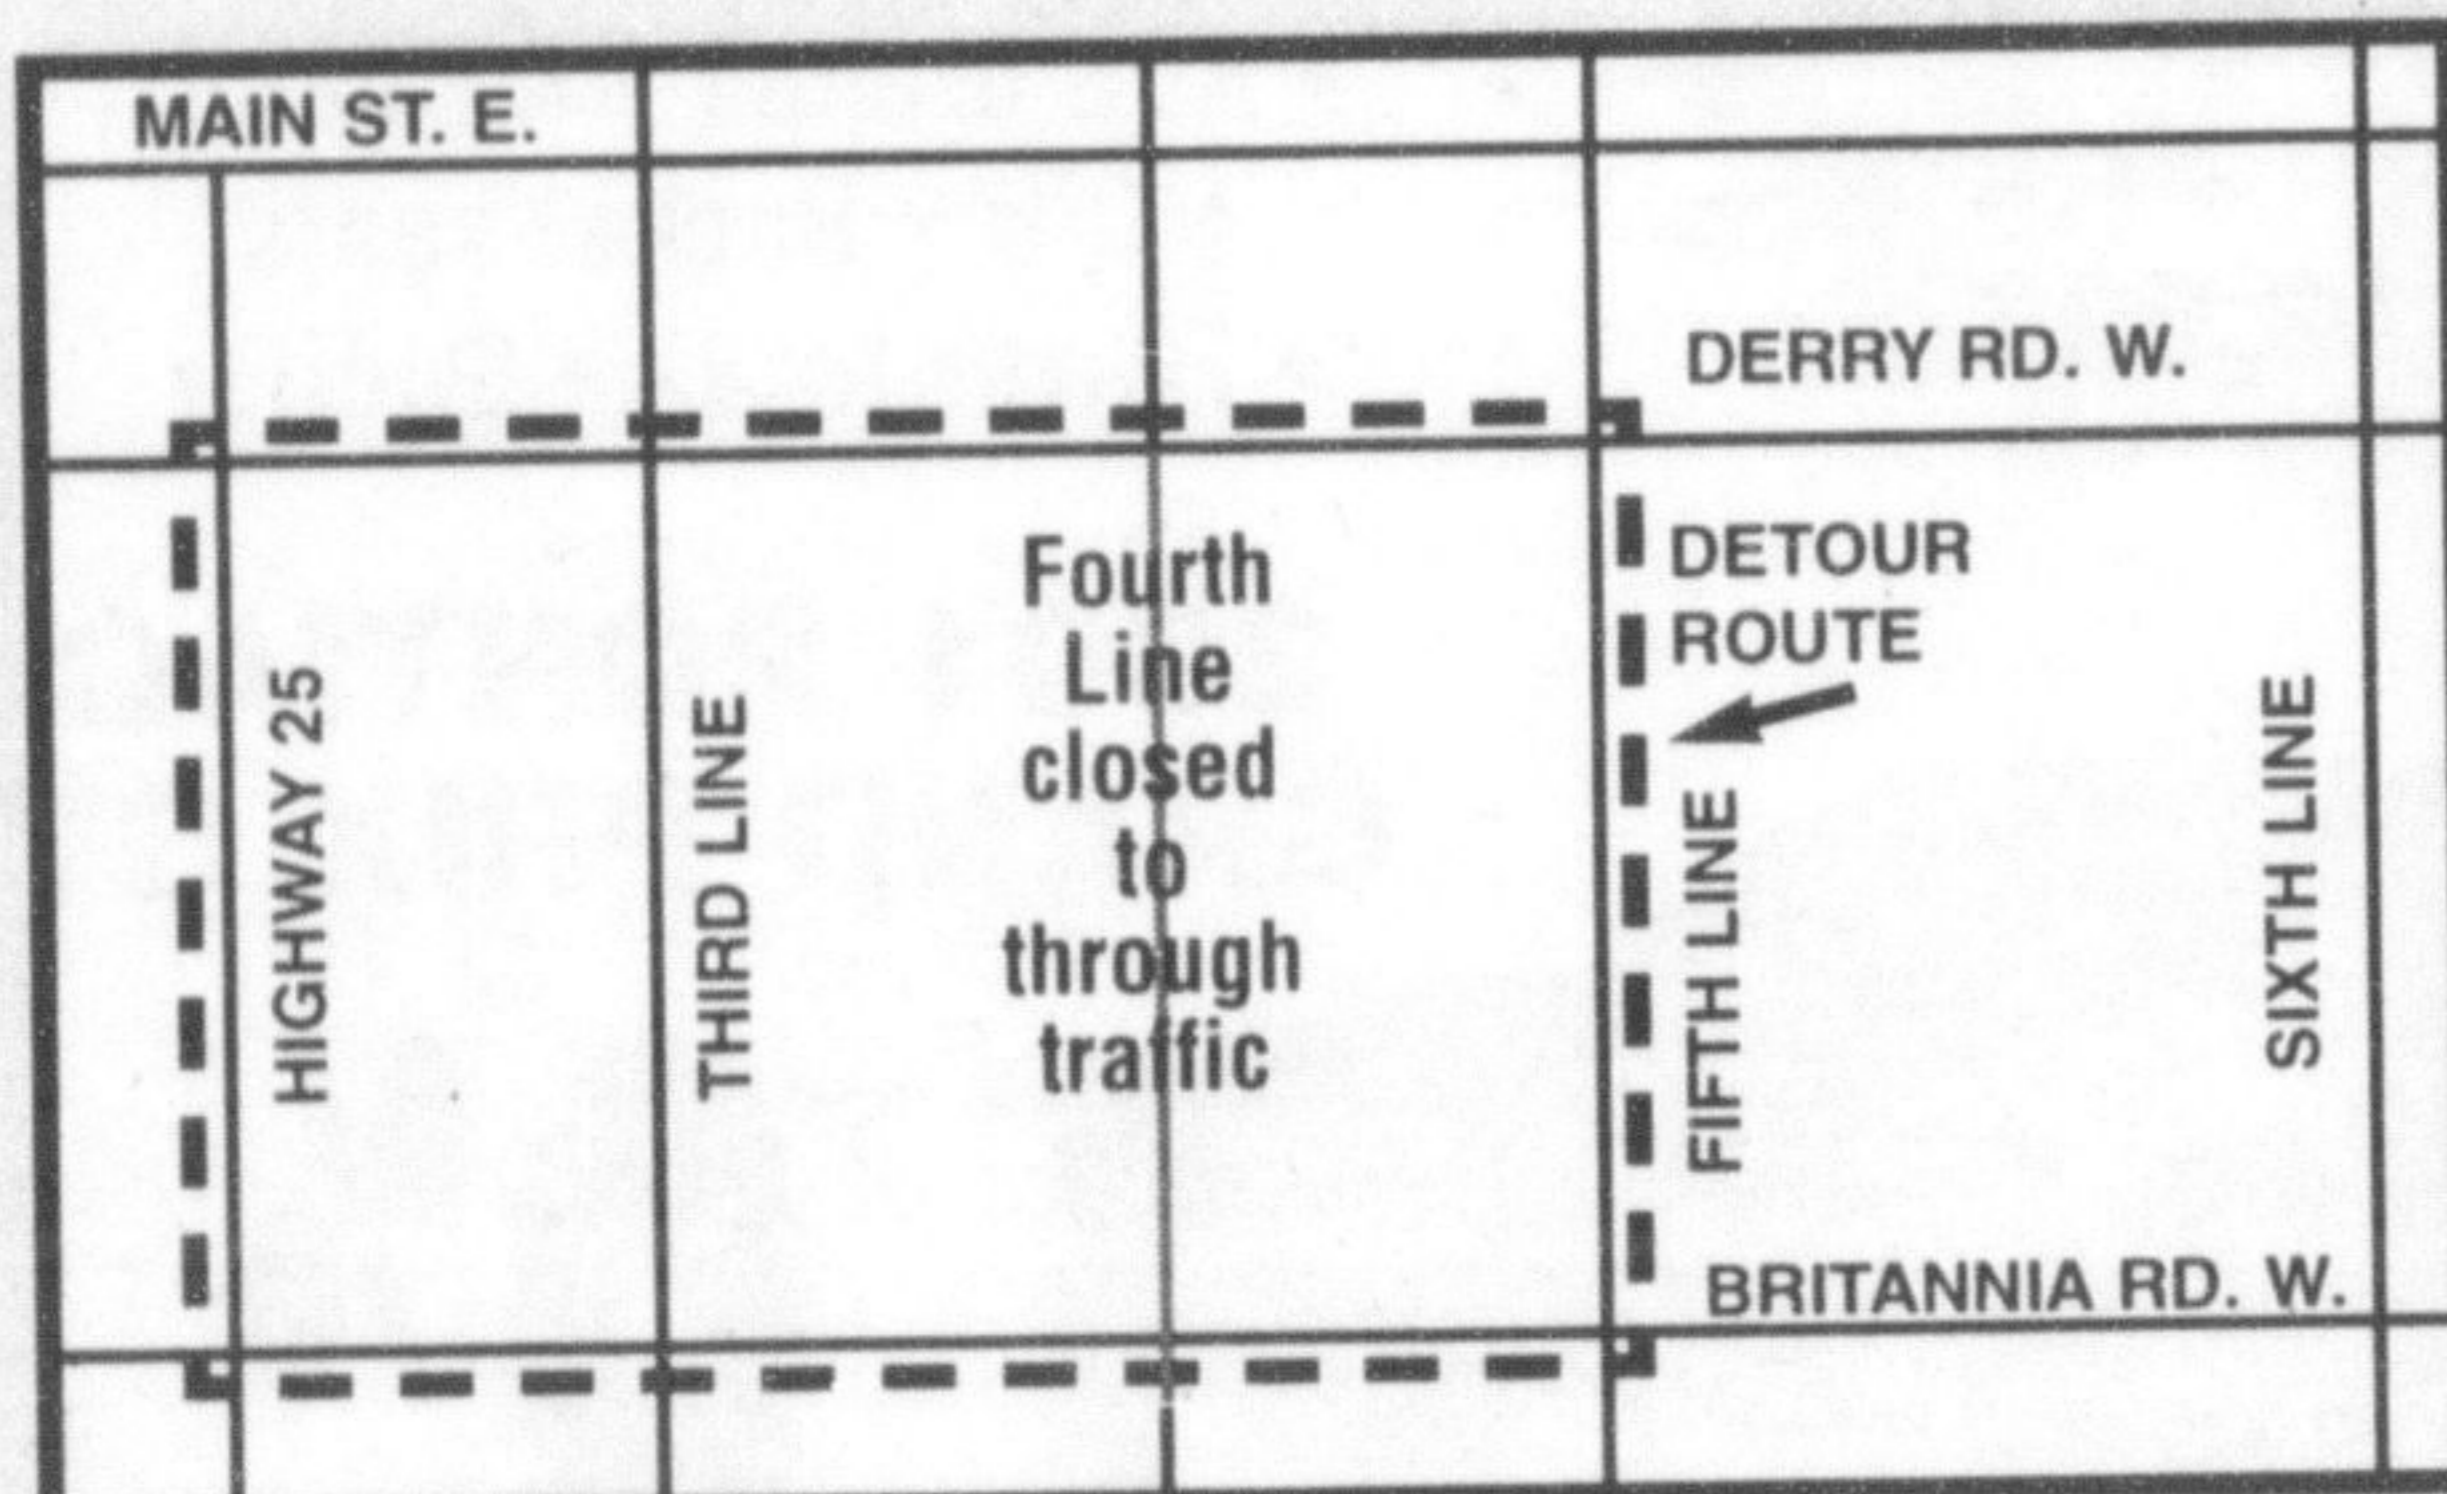 MAIN ST. E.
DERRY RD. W.
DETOUR
ROUTE
Fourth
Line
closed
to
through
traffic
HIGHWAY 25
THIRD LINE
FIFTH LINE
SIXTH LINE
BRITANNIA RD. W.